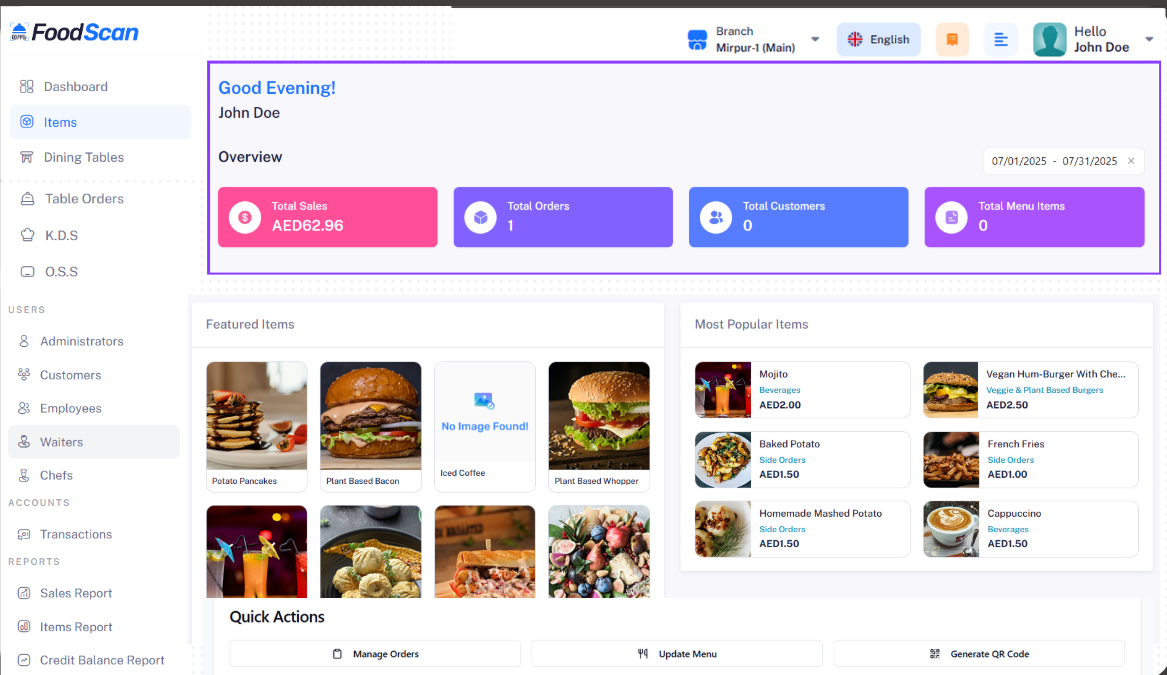 FoodScan
Branch
Mirpur-1 (Main)
English
Hello
John Doe
Dashboard
Items
Dining Tables
Table Orders
K.D.S
O.S.S
USERS
Administrators
Customers
Employees
Waiters
Chefs
ACCOUNTS
Transactions
REPORTS
Sales Report
Items Report
Credit Balance Report
Good Evening!
John Doe
Overview
07/01/2025 - 07/31/2025
Total Sales
AED62.96
Total Orders
1
Total Customers
0
Total Menu Items
0
Featured Items
Potato Pancakes
Plant Based Bacon
No Image Found!
Iced Coffee
Plant Based Whopper
Most Popular Items
Mojito
Beverages
AED2.00
Vegan Hum-Burger With Che...
Veggie & Plant Based Burgers
AED2.50
Baked Potato
Side Orders
AED1.50
French Fries
Side Orders
AED1.00
Homemade Mashed Potato
Side Orders
AED1.50
Cappuccino
Beverages
AED1.50
Quick Actions
Manage Orders
Update Menu
Generate QR Code